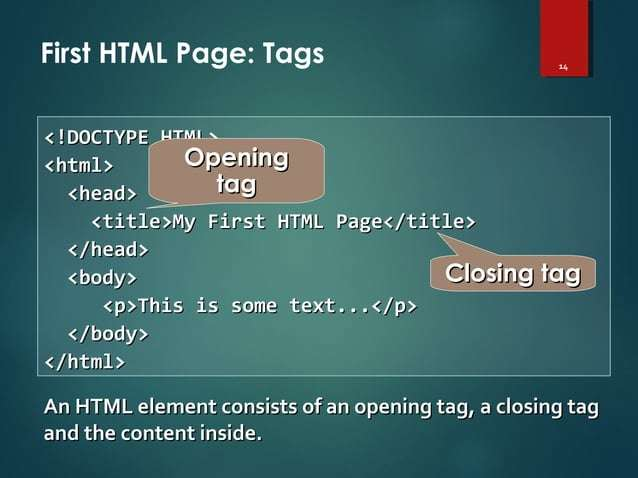 First HTML Page: Tags
14
<!DOCTYPE HTML>
<html>
<head>
<title>My First HTML Page</title>
</head>
<body>
<p>This is some text...</p>
</body>
</html>
Opening
tag
Closing tag
An HTML element consists of an opening tag, a closing tag
and the content inside.